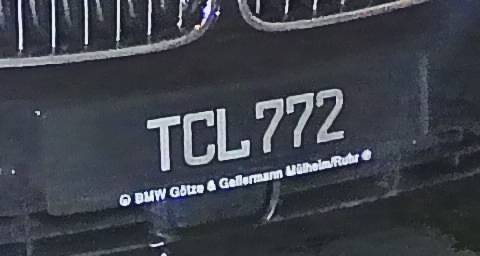 TCL 772
© BMW Götze & Gellermann Mülheim/Ruhr ©